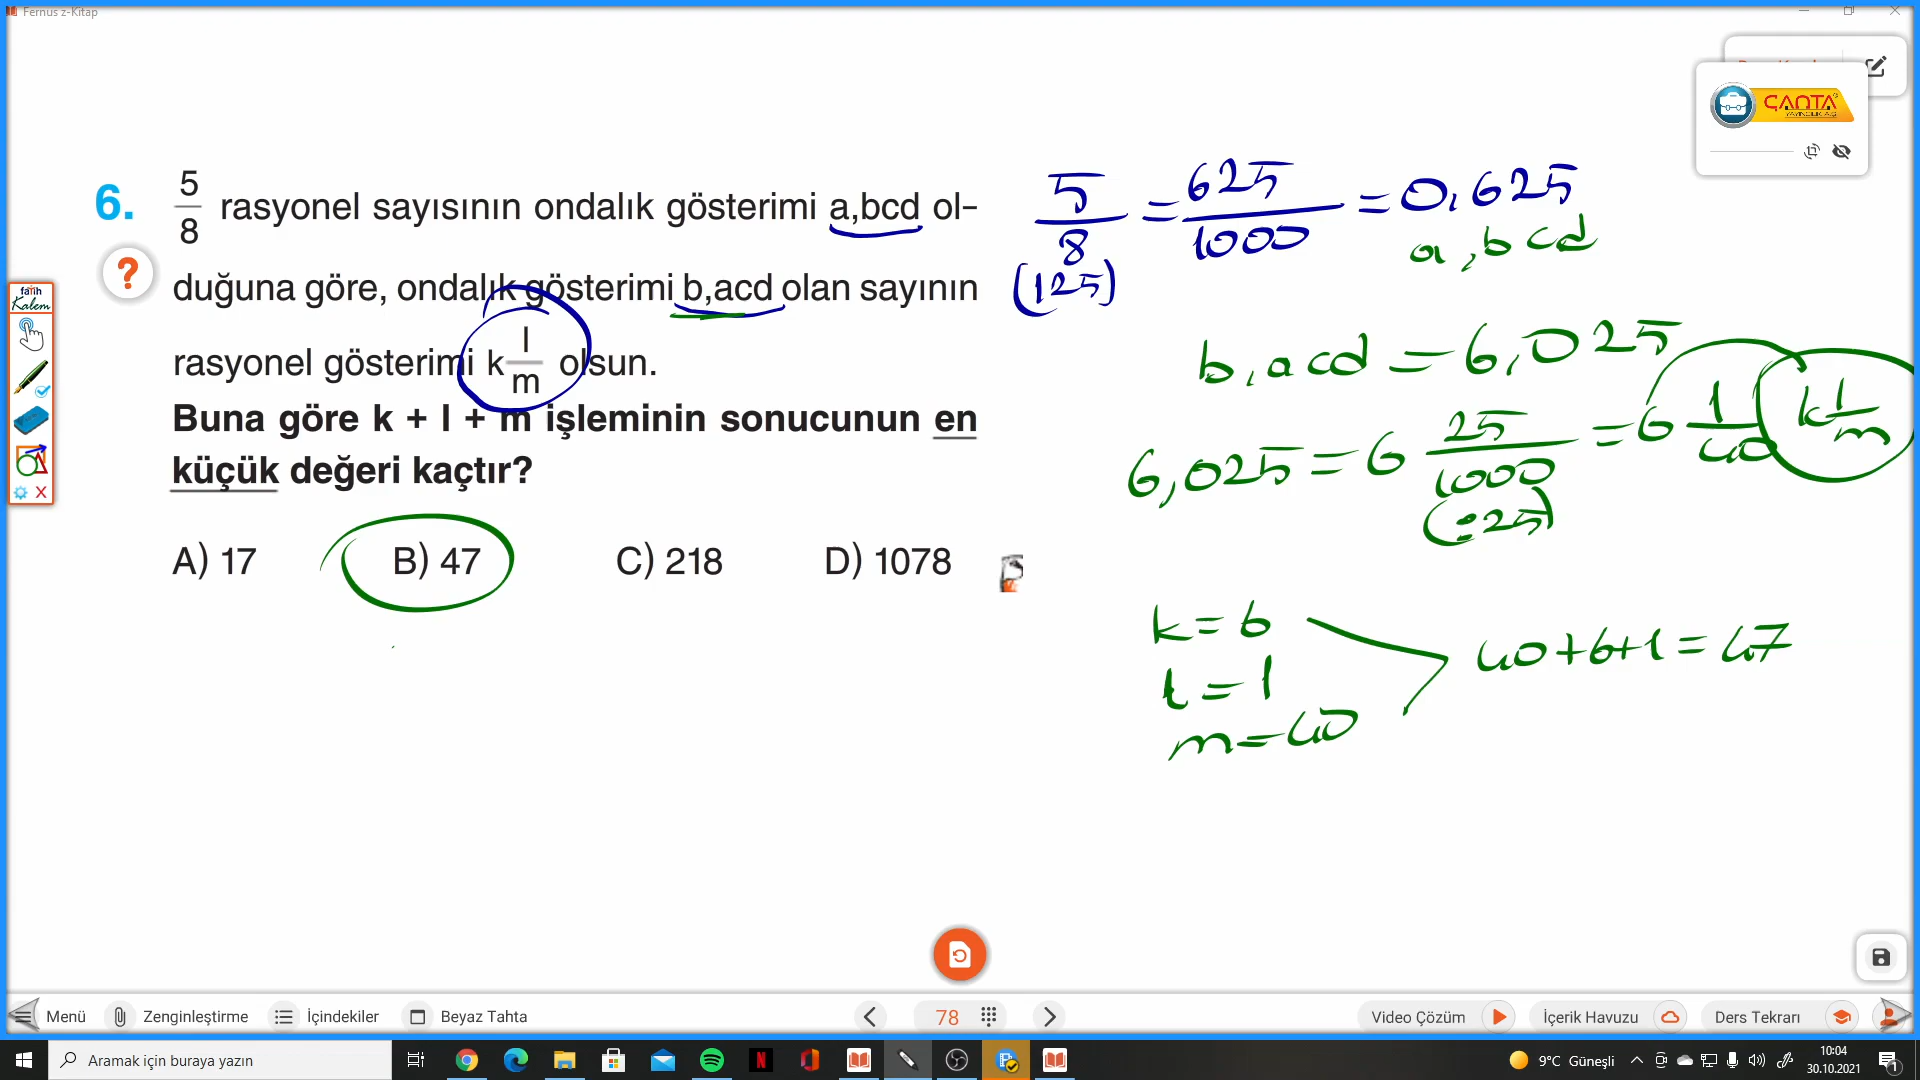 Fernus z-Kitap
ÇANTA
YAYINCILIK A.Ş.
fatih
Kalem
6. 5/8 rasyonel sayısının ondalık gösterimi a,bcd ol-
duğuna göre, ondalık gösterimi b,acd olan sayının
rasyonel gösterimi k l/m olsun.
Buna göre k + l + m işleminin sonucunun en
küçük değeri kaçtır?
A) 17 B) 47 C) 218 D) 1078
5/8 = 625/1000 = 0,625
(125)
a,bcd
b,acd = 6,025
6,025 = 6 25/1000 = 6 1/40 k l/m
(:25)
k = 6
l = 1
m = 40
40+6+1 = 47
Menü Zenginleştirme İçindekiler Beyaz Tahta 78 Video Çözüm İçerik Havuzu Ders Tekrarı
Aramak için buraya yazın 9°C Güneşli 10:04
30.10.2021